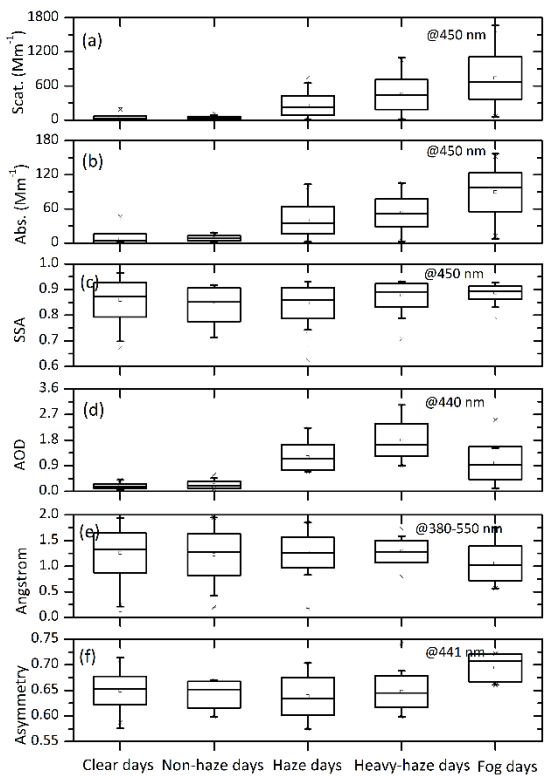 1800
1200
600
0
Scat. (Mm⁻¹)
(a)
@450 nm
180
120
60
0
Abs. (Mm⁻¹)
(b)
@450 nm
1.0
0.9
0.8
0.7
0.6
SSA
(c)
@450 nm
3.6
2.7
1.8
0.9
0.0
AOD
(d)
@440 nm
2.0
1.5
1.0
0.5
0.0
Angstrom
(e)
@380-550 nm
0.75
0.70
0.65
0.60
0.55
Asymmetry
(f)
@441 nm
Clear days Non-haze days Haze days Heavy-haze days Fog days